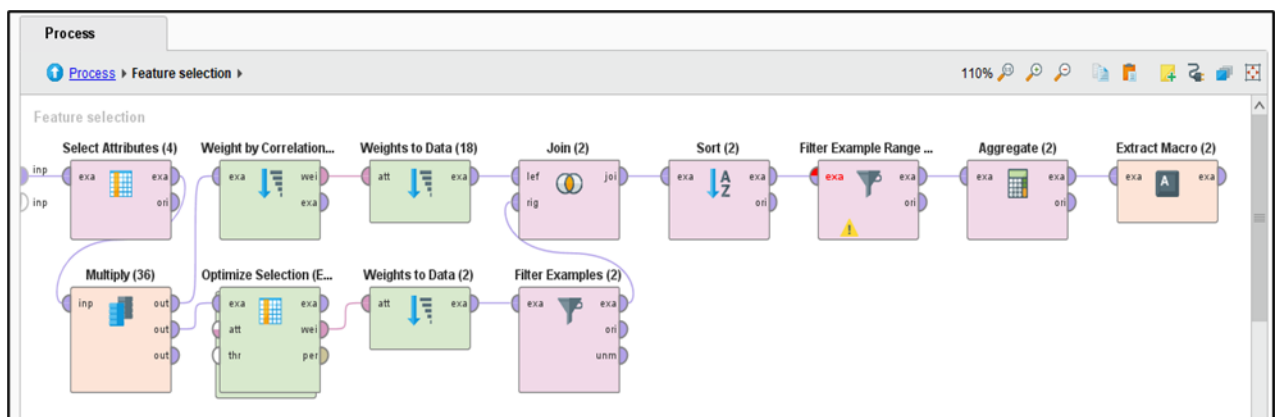 Process
Process ▸ Feature selection ▸
110%
Feature selection
Select Attributes (4)
Weight by Correlation...
Weights to Data (18)
Join (2)
Sort (2)
Filter Example Range ...
Aggregate (2)
Extract Macro (2)
inp exa exa exa wei att exa lef joi exa exa exa exa exa exa exa exa
inp ori exa rig ori ori ori
Multiply (36)
Optimize Selection (E...
Weights to Data (2)
Filter Examples (2)
inp out exa exa att exa exa exa
out att wei ori
out thr per unm